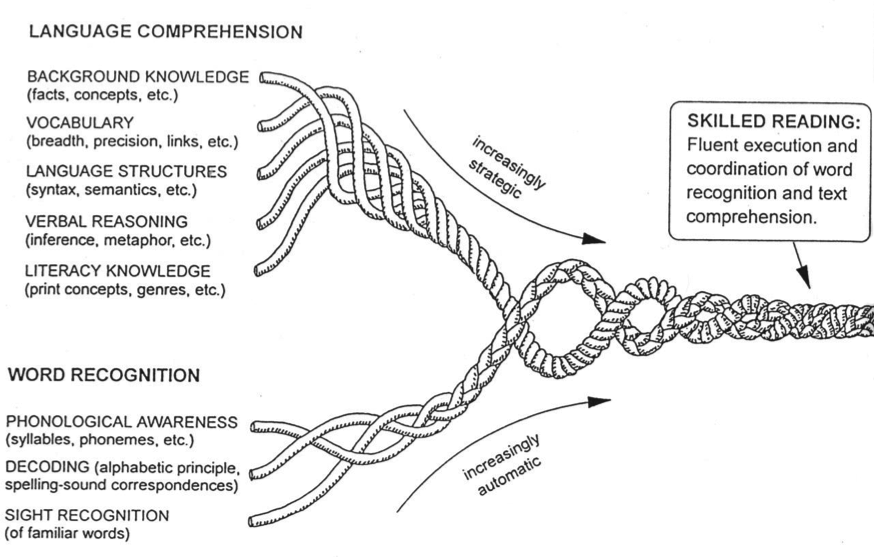 LANGUAGE COMPREHENSION
BACKGROUND KNOWLEDGE
(facts, concepts, etc.)
VOCABULARY
(breadth, precision, links, etc.)
LANGUAGE STRUCTURES
(syntax, semantics, etc.)
VERBAL REASONING
(inference, metaphor, etc.)
LITERACY KNOWLEDGE
(print concepts, genres, etc.)
increasingly
strategic
SKILLED READING:
Fluent execution and
coordination of word
recognition and text
comprehension.
WORD RECOGNITION
PHONOLOGICAL AWARENESS
(syllables, phonemes, etc.)
DECODING (alphabetic principle,
spelling-sound correspondences)
SIGHT RECOGNITION
(of familiar words)
increasingly
automatic